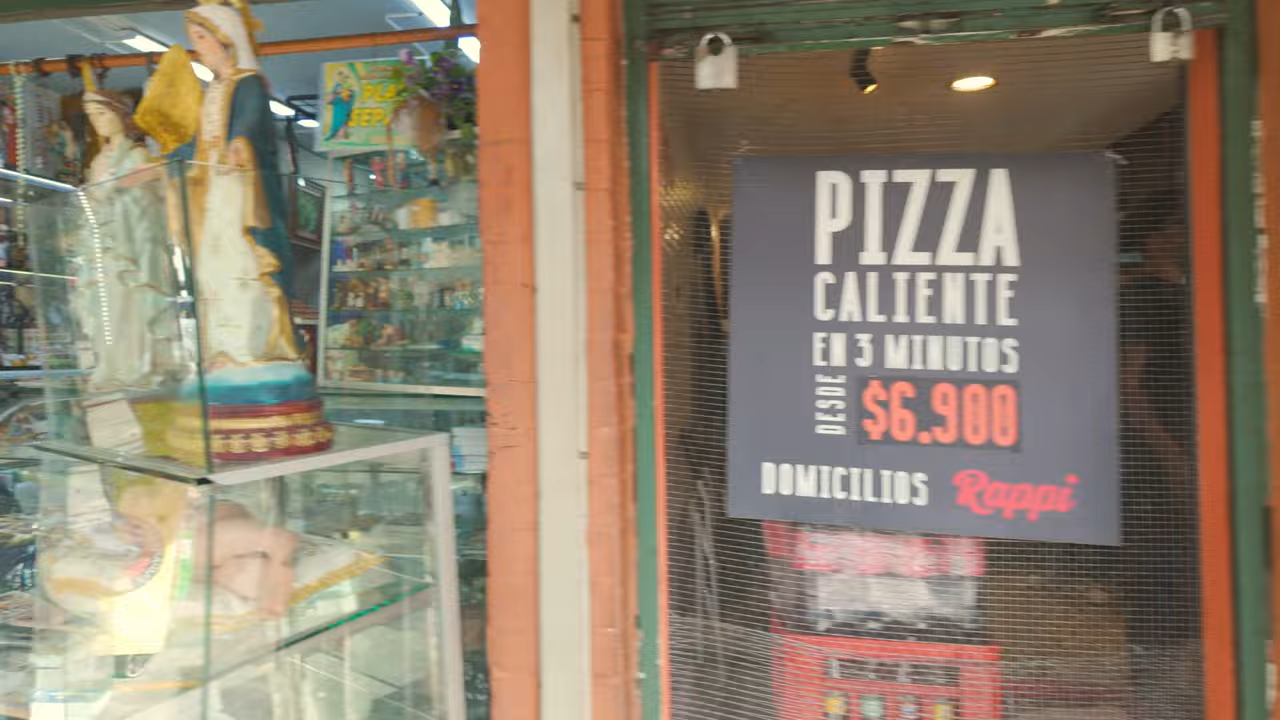 PIZZA
CALIENTE
EN 3 MINUTOS
DESDE $6.900
DOMICILIOS Rappi